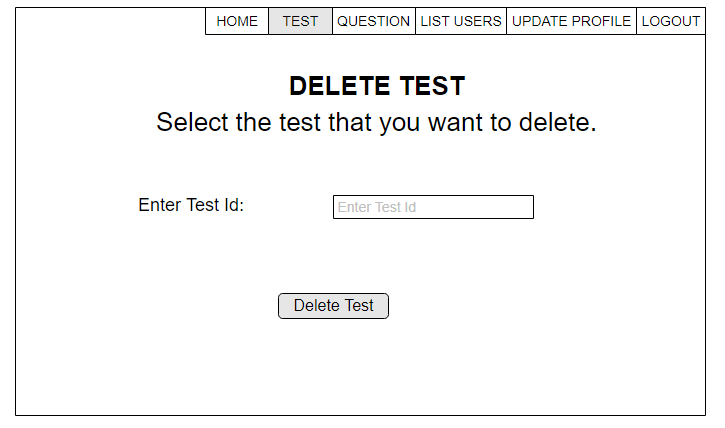 HOME TEST QUESTION LIST USERS UPDATE PROFILE LOGOUT
DELETE TEST
Select the test that you want to delete.
Enter Test Id: Enter Test Id
Delete Test